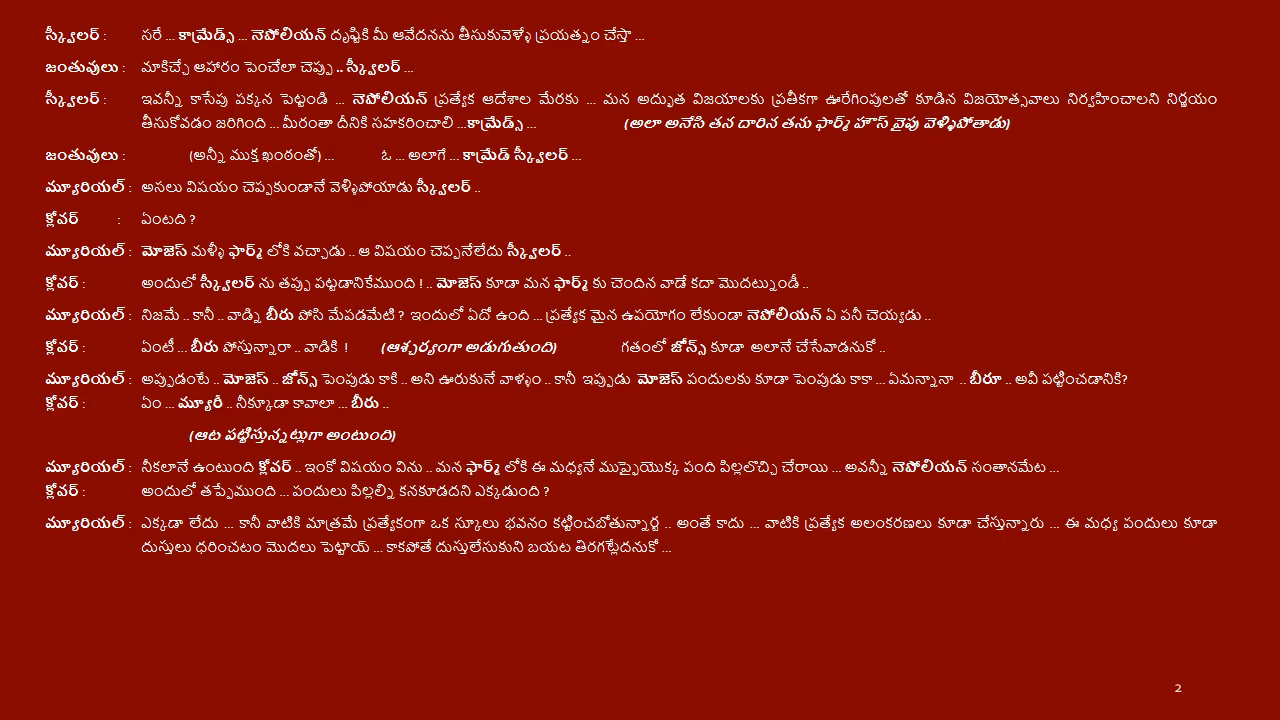 స్క్వీలర్ : సరే ... కామ్రేడ్స్ ... నెపోలియన్ దృష్టికి మీ ఆవేదనను తీసుకువెళ్ళే ప్రయత్నం చేస్తా ...
జంతువులు : మాకిచ్చే ఆహారం పెంచేలా చెప్పు .. స్క్వీలర్ ...
స్క్వీలర్ : ఇవన్నీ కాసేపు పక్కన పెట్టండి ... నెపోలియన్ ప్రత్యేక ఆదేశాల మేరకు ... మన అద్భుత విజయాలకు ప్రతీకగా ఊరేగింపులతో కూడిన విజయోత్సవాలు నిర్వహించాలని నిర్ణయం
తీసుకోవడం జరిగింది ... మీరంతా దీనికి సహకరించాలి ...కామ్రేడ్స్ ... (అలా అనేసి తన దారిన తను ఫార్మ్ హౌస్ వైపు వెళ్ళిపోతాడు)
జంతువులు : (అన్నీ ముక్త ఖంఠంతో) ... ఓ ... అలాగే ... కామ్రేడ్ స్క్వీలర్ ...
మ్యూరియల్ : అసలు విషయం చెప్పకుండానే వెళ్ళిపోయాడు స్క్వీలర్ ..
క్లోవర్ : ఏంటది ?
మ్యూరియల్ : మోజెస్ మళ్ళీ ఫార్మ్ లోకి వచ్చాడు .. ఆ విషయం చెప్పనేలేదు స్క్వీలర్ ..
క్లోవర్ : అందులో స్క్వీలర్ ను తప్పు పట్టడానికేముంది ! .. మోజెస్ కూడా మన ఫార్మ్ కు చెందిన వాడే కదా మొదట్నుండీ ..
మ్యూరియల్ : నిజమే .. కానీ .. వాడ్ని బీరు పోసి మేపడమేటి ? ఇందులో ఏదో ఉంది ... ప్రత్యేక మైన ఉపయోగం లేకుండా నెపోలియన్ ఏ పనీ చెయ్యడు ..
క్లోవర్ : ఏంటీ ... బీరు పోస్తున్నారా .. వాడికి ! (ఆశ్చర్యంగా అడుగుతుంది) గతంలో జోన్స్ కూడా అలానే చేసేవాడనుకో ..
మ్యూరియల్ : అప్పుడంటే .. మోజెస్ .. జోన్స్ పెంపుడు కాకి .. అని ఊరుకునే వాళ్ళం .. కానీ ఇప్పుడు మోజెస్ పందులకు కూడా పెంపుడు కాకా ... ఏమన్నానా .. బీరూ .. అవీ పట్టించడానికి?
క్లోవర్ : ఏం ... మ్యూరీ .. నీక్కూడా కావాలా ... బీరు ..
(ఆట పట్టిస్తున్నట్లుగా అంటుంది)
మ్యూరియల్ : నీకలానే ఉంటుంది క్లోవర్ .. ఇంకో విషయం విను .. మన ఫార్మ్ లోకి ఈ మధ్యనే ముప్పైయొక్క పంది పిల్లలొచ్చి చేరాయి ... అవన్నీ నెపోలియన్ సంతానమేట ...
క్లోవర్ : అందులో తప్పేముంది ... పందులు పిల్లల్ని కనకూడదని ఎక్కడుంది ?
మ్యూరియల్ : ఎక్కడా లేదు ... కానీ వాటికి మాత్రమే ప్రత్యేకంగా ఒక స్కూలు భవనం కట్టించబోతున్నార్ట .. అంతే కాదు ... వాటికి ప్రత్యేక అలంకరణలు కూడా చేస్తున్నారు ... ఈ మధ్య పందులు కూడా
దుస్తులు ధరించటం మొదలు పెట్టాయ్ ... కాకపోతే దుస్తులేసుకుని బయట తిరగట్లేదనుకో ...
2